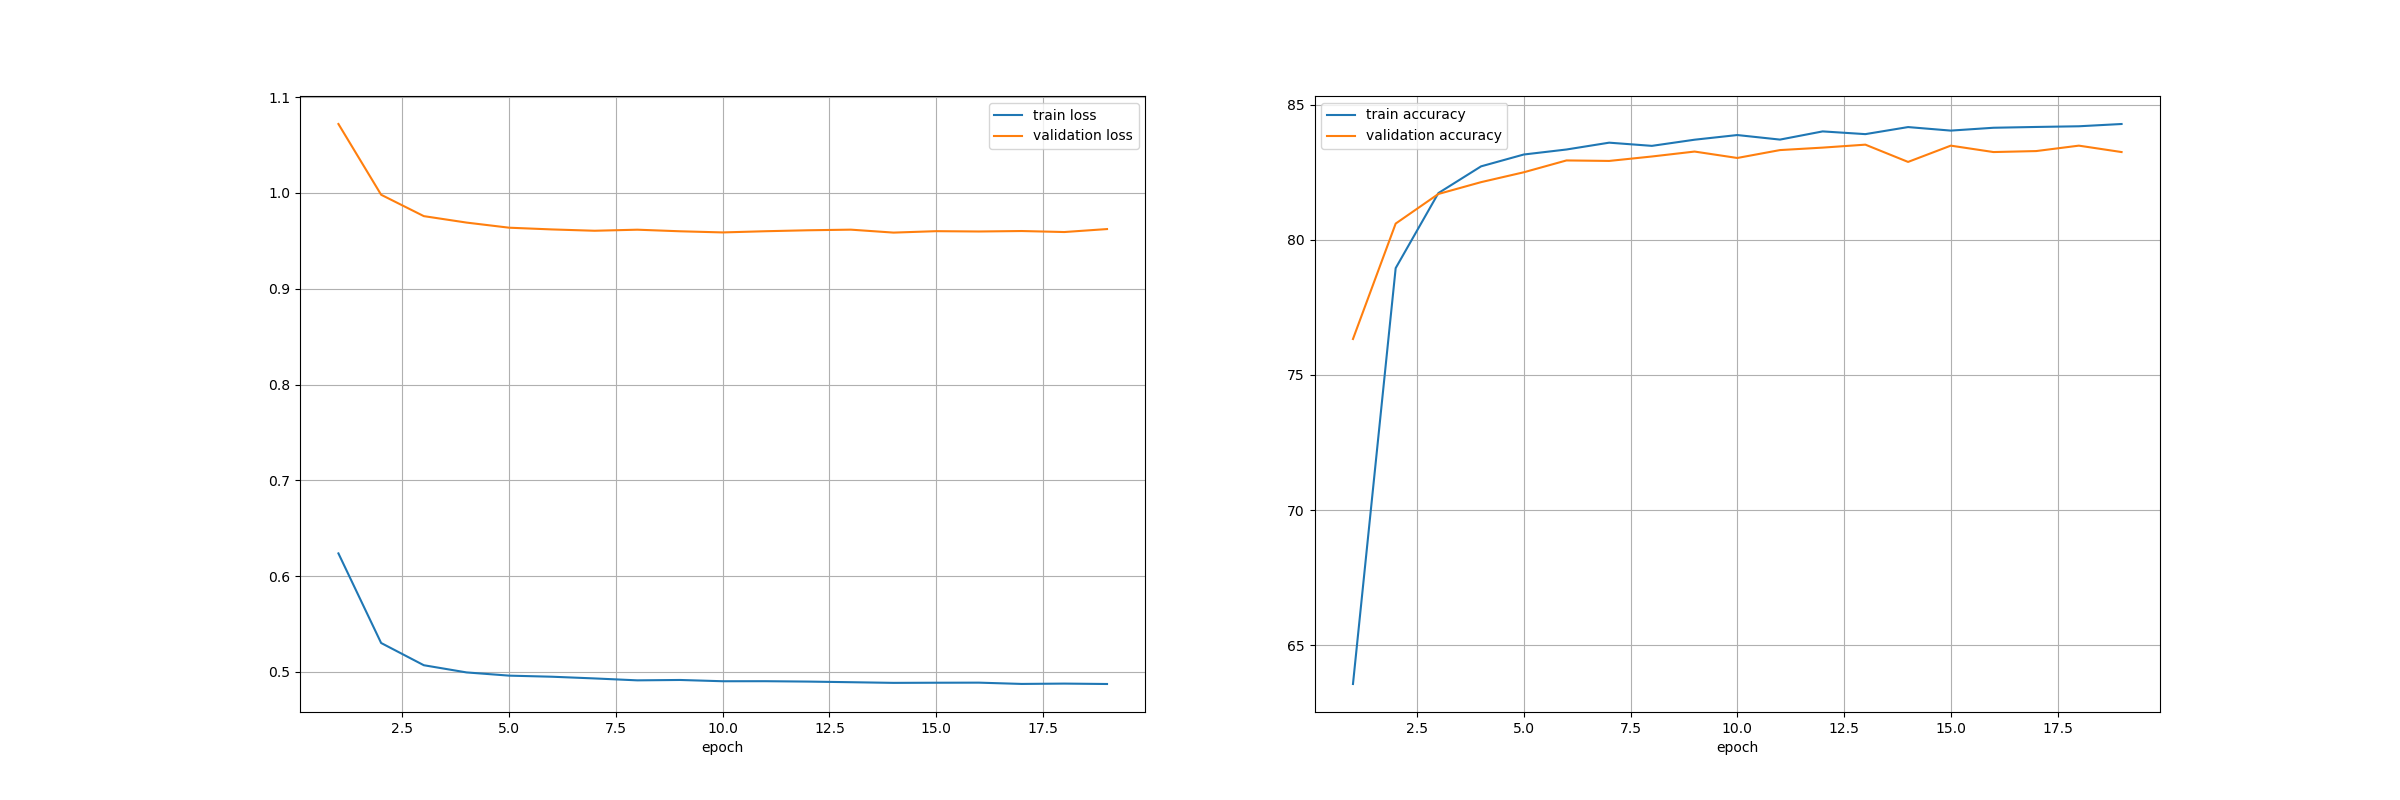 1.1
1.0
0.9
0.8
0.7
0.6
0.5
2.5 5.0 7.5 10.0 12.5 15.0 17.5
epoch
train loss
validation loss
85
80
75
70
65
2.5 5.0 7.5 10.0 12.5 15.0 17.5
epoch
train accuracy
validation accuracy